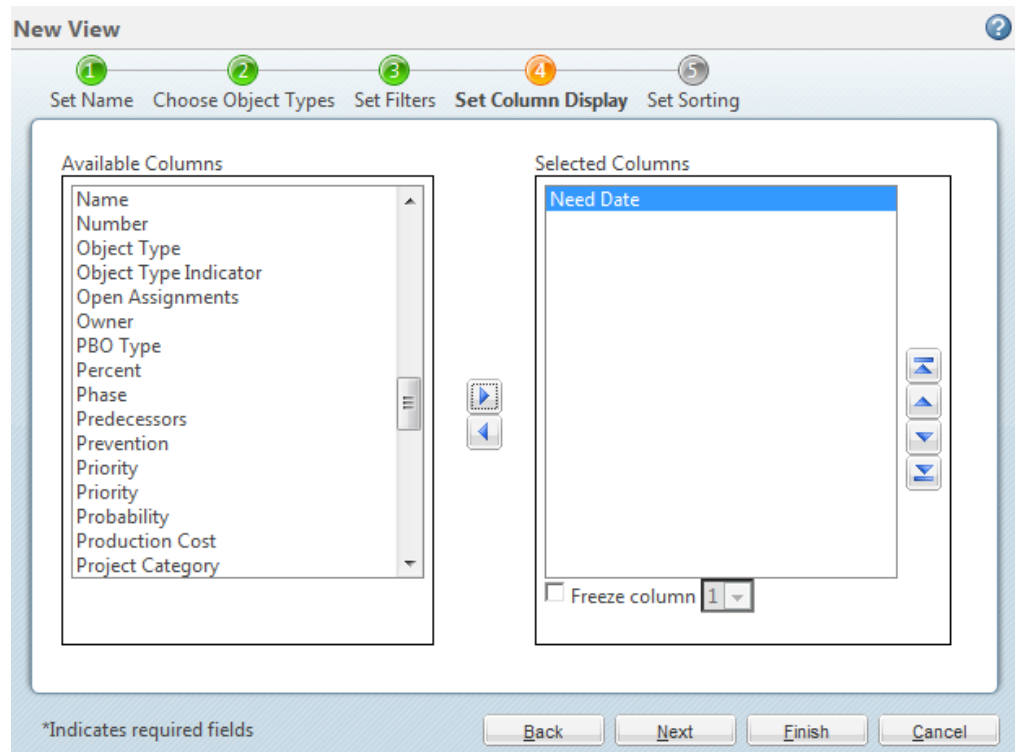 New View
?
1 2 3 4 5
Set Name Choose Object Types Set Filters Set Column Display Set Sorting
Available Columns
Name
Number
Object Type
Object Type Indicator
Open Assignments
Owner
PBO Type
Percent
Phase
Predecessors
Prevention
Priority
Priority
Probability
Production Cost
Project Category
Selected Columns
Need Date
Freeze column 1
*Indicates required fields
Back Next Finish Cancel